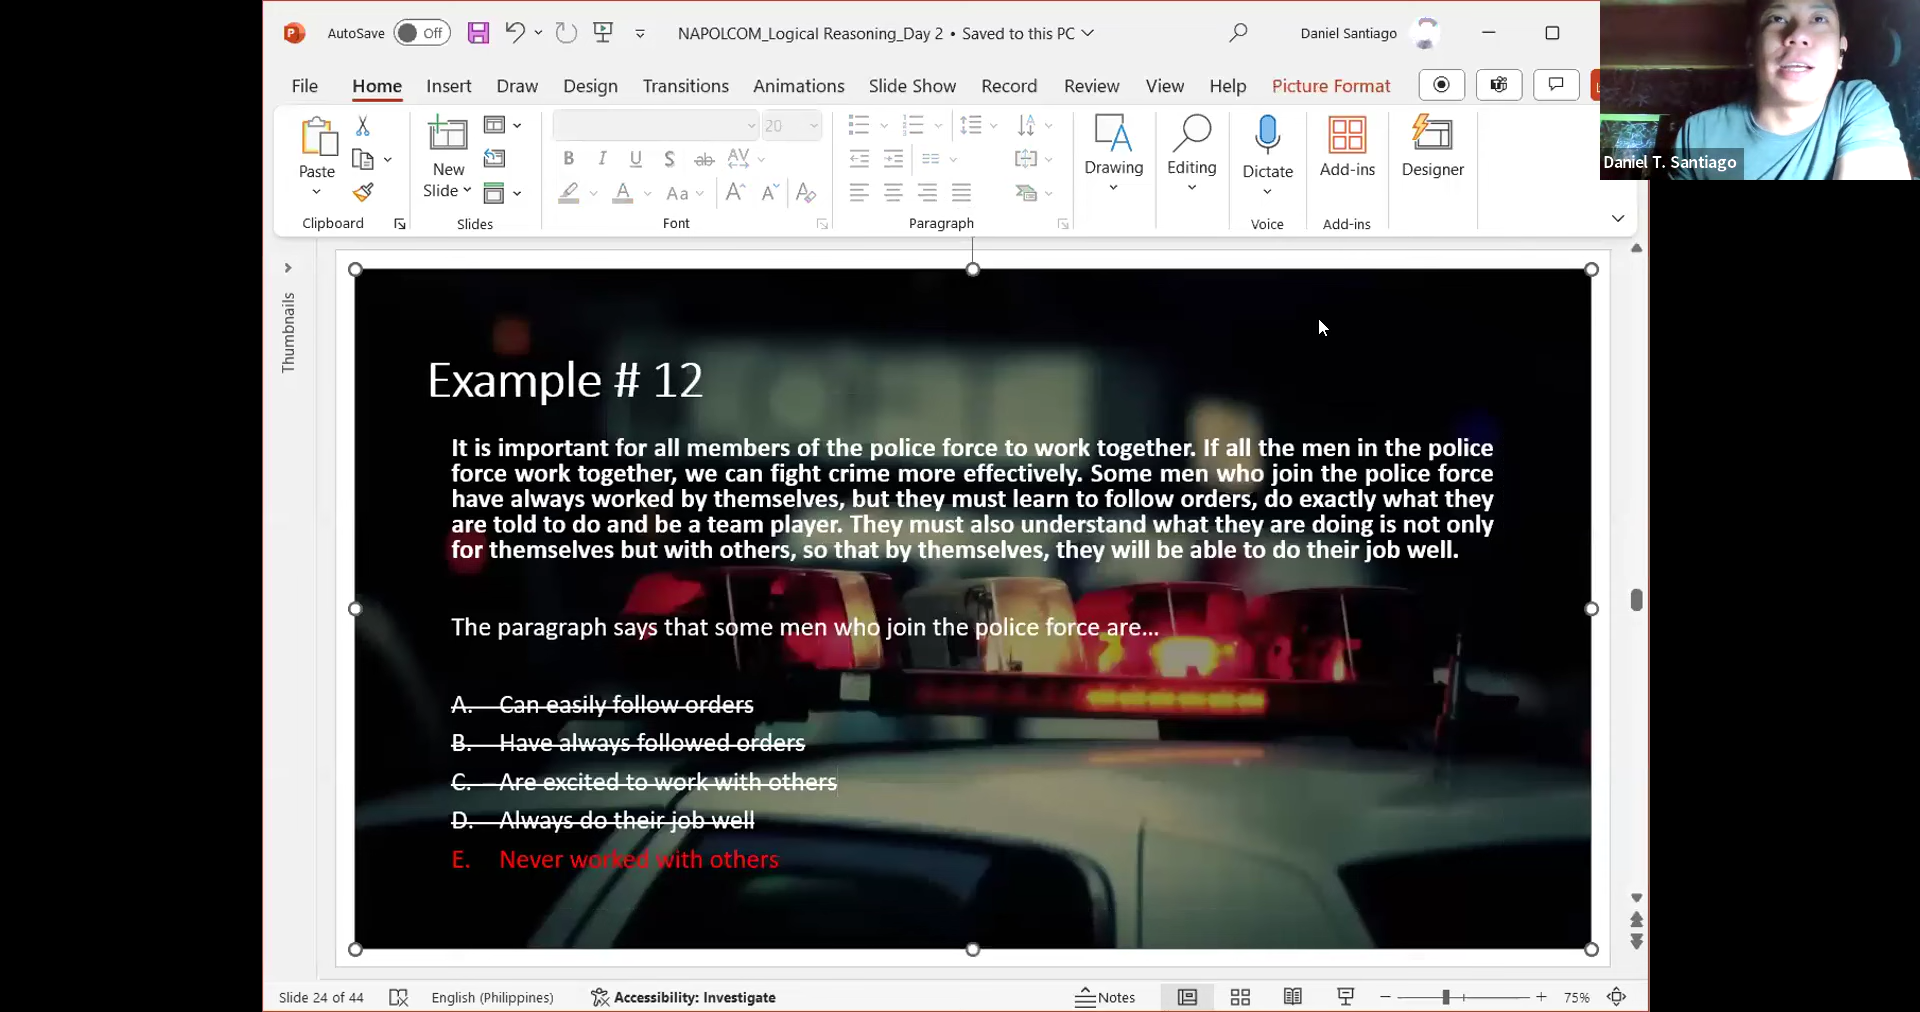 AutoSave Off NAPOLCOM_Logical Reasoning_Day 2 • Saved to this PC Daniel Santiago
File Home Insert Draw Design Transitions Animations Slide Show Record Review View Help Picture Format
Paste
New
Slide
20
B I U S ab AV
A Aa A A A
Drawing
Editing
Dictate
Add-ins
Designer
Clipboard Slides Font Paragraph Voice Add-ins
Daniel T. Santiago
Thumbnails
Example # 12
It is important for all members of the police force to work together. If all the men in the police
force work together, we can fight crime more effectively. Some men who join the police force
have always worked by themselves, but they must learn to follow orders, do exactly what they
are told to do and be a team player. They must also understand what they are doing is not only
for themselves but with others, so that by themselves, they will be able to do their job well.
The paragraph says that some men who join the police force are...
A. Can easily follow orders
B. Have always followed orders
C. Are excited to work with others
D. Always do their job well
E. Never worked with others
Slide 24 of 44 English (Philippines) Accessibility: Investigate Notes 75%